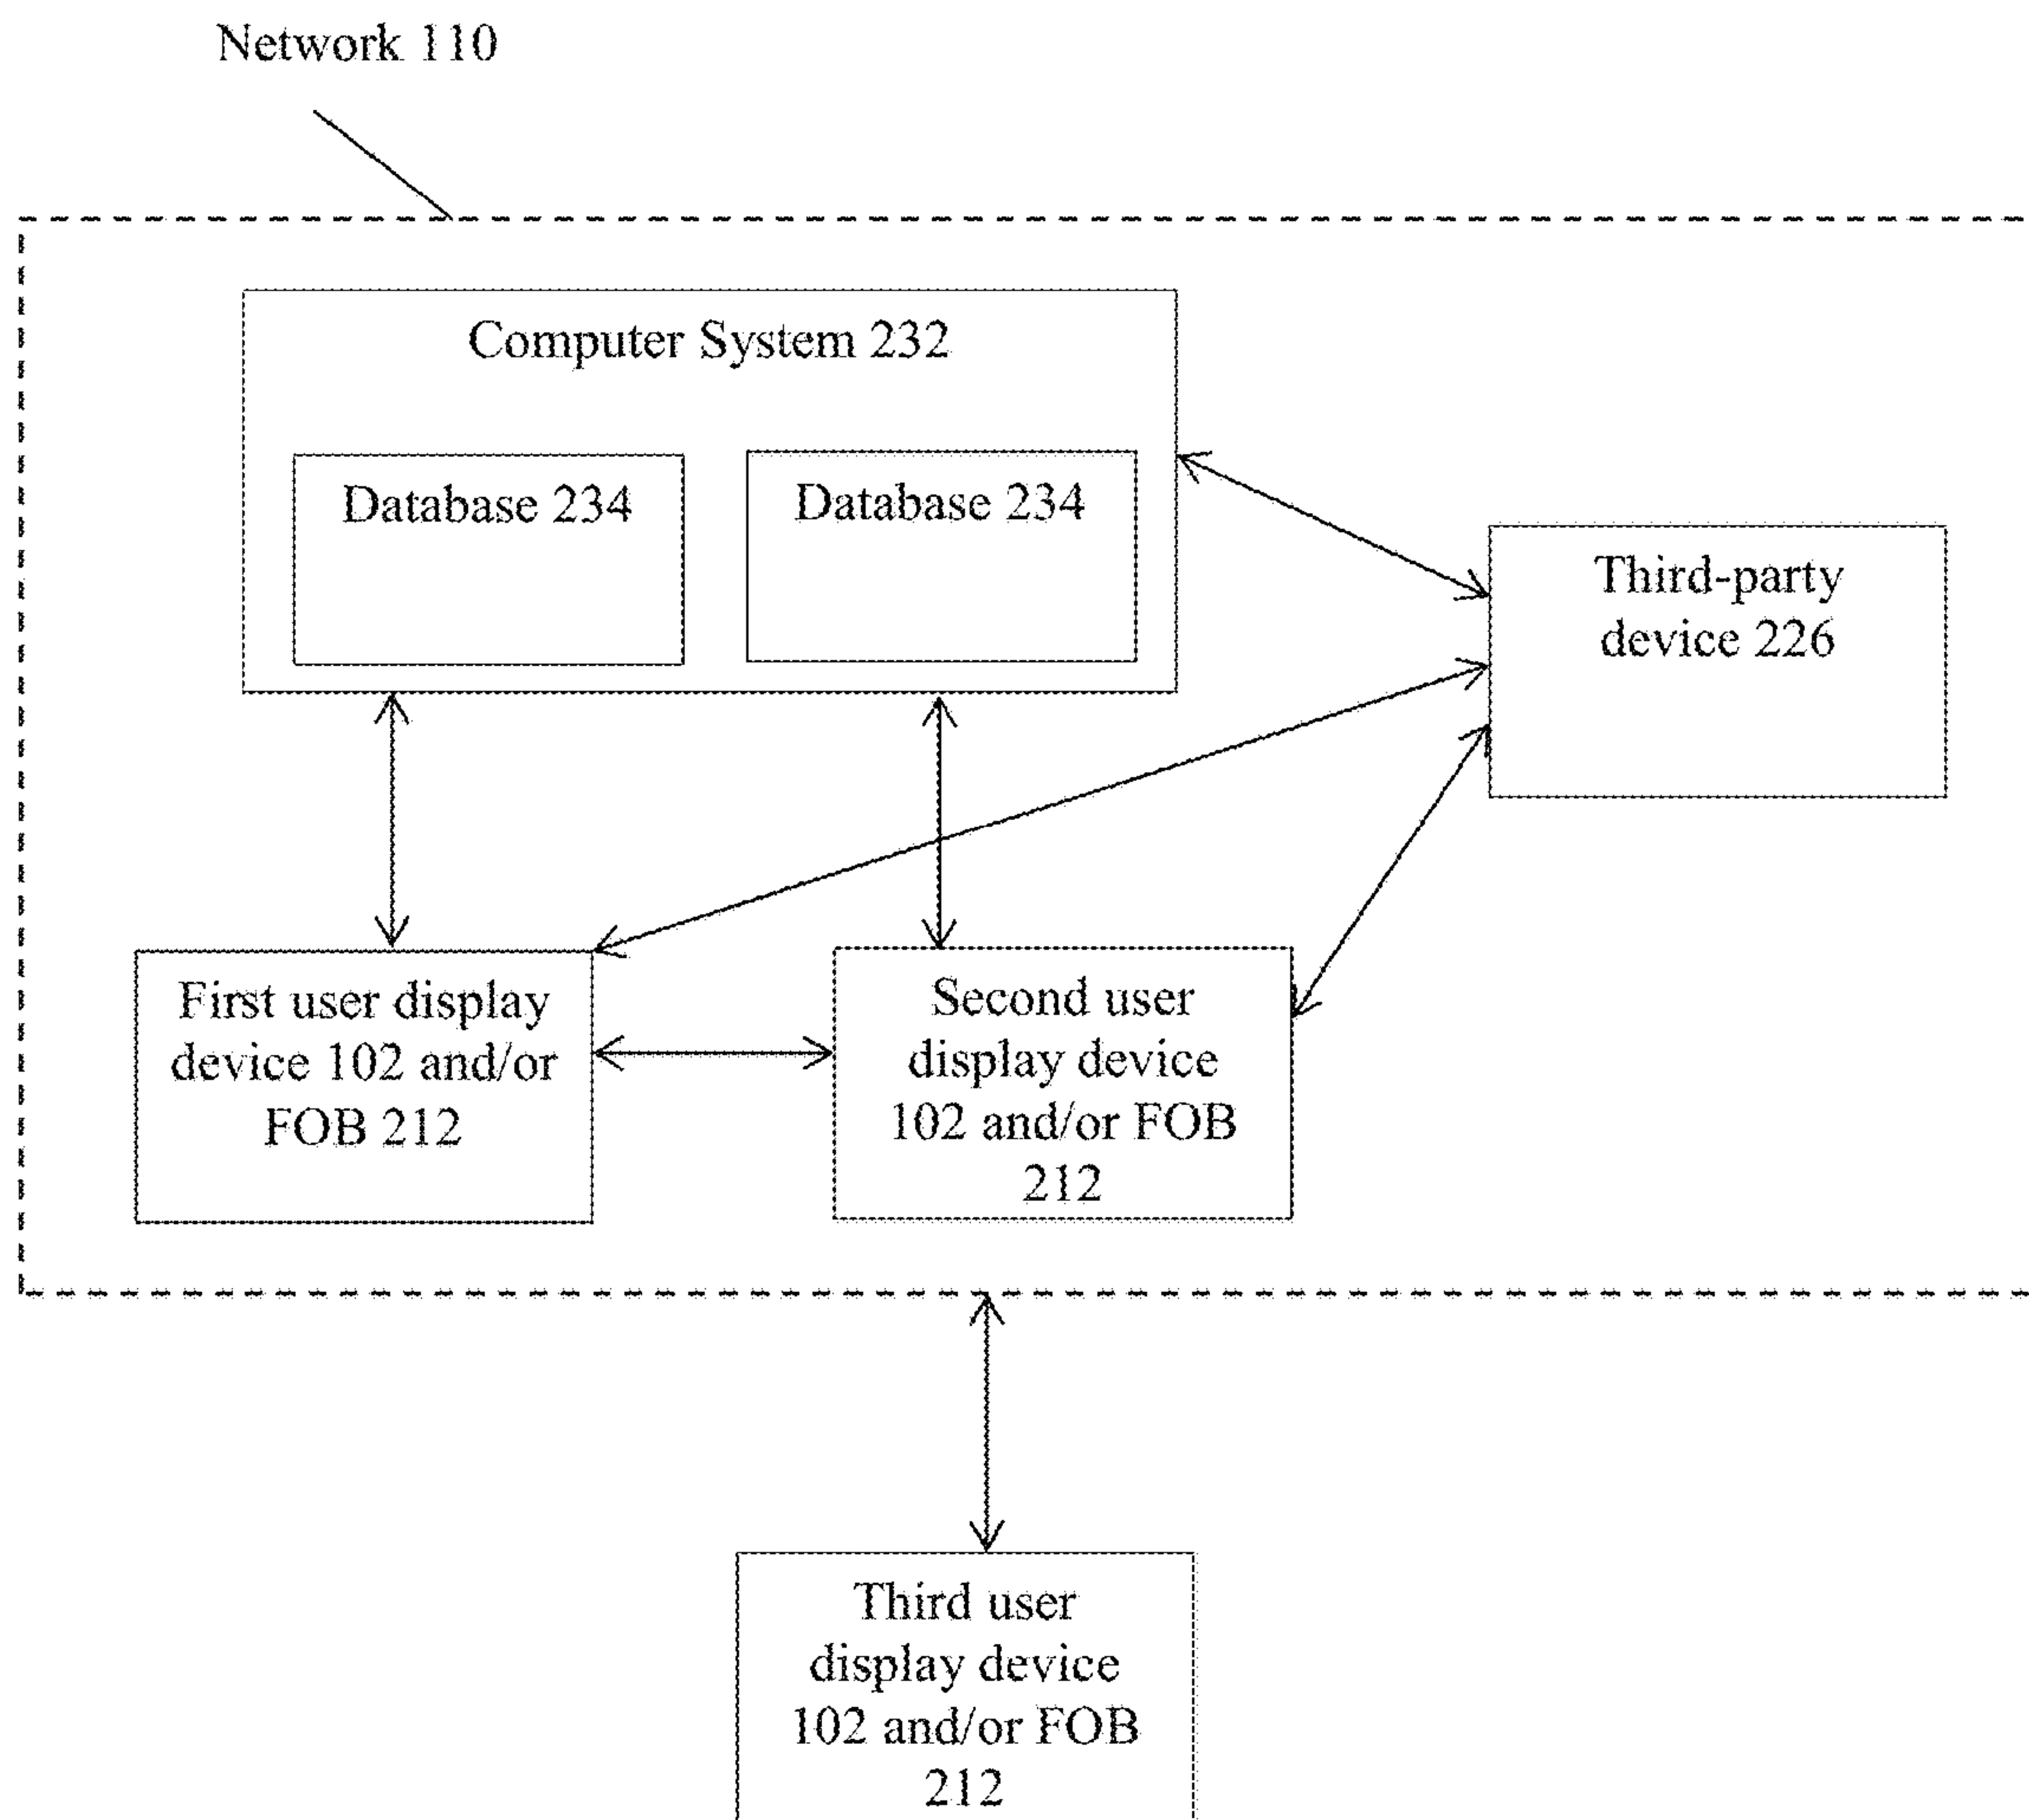 Network 110
Computer System 232
Database 234
Database 234
Third-party
device 226
First user display
device 102 and/or
FOB 212
Second user
display device
102 and/or FOB
212
Third user
display device
102 and/or FOB
212